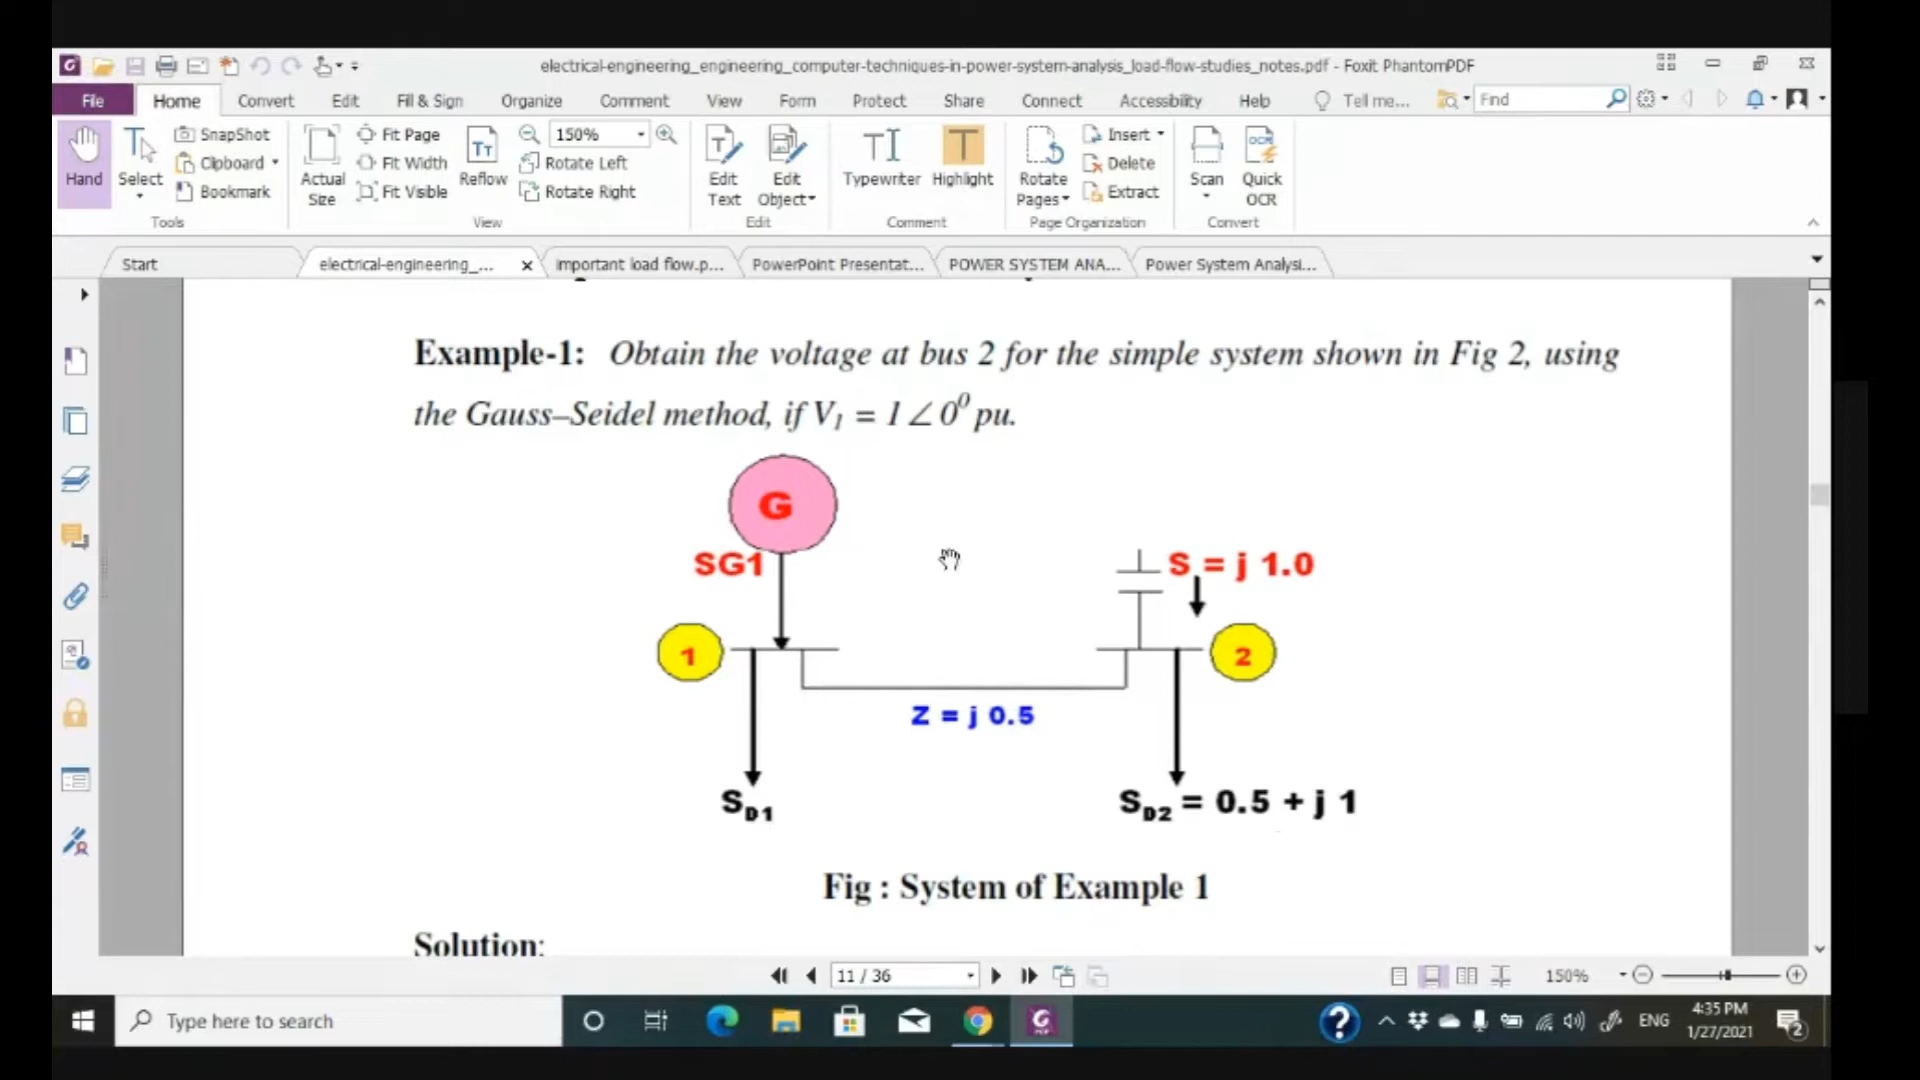 electrical-engineering_engineering_computer-techniques-in-power-system-analysis_load-flow-studies_notes.pdf - Foxit PhantomPDF
File Home Convert Edit Fill & Sign Organize Comment View Form Protect Share Connect Accessibility Help Tell me... Find
SnapShot Fit Page 150% Insert
Clipboard Fit Width Rotate Left Delete
Hand Select Bookmark Actual Size Fit Visible Reflow Rotate Right Edit Text Edit Object Typewriter Highlight Rotate Pages Extract Scan Quick OCR
Tools View Edit Comment Page Organization Convert
Start electrical-engineering_... important load flow.p... PowerPoint Presentat... POWER SYSTEM ANA... Power System Analysi...
Example-1: Obtain the voltage at bus 2 for the simple system shown in Fig 2, using
the Gauss–Seidel method, if V1 = 1∠0⁰ pu.
G
SG1 S = j 1.0
1 2
Z = j 0.5
SD1 SD2 = 0.5 + j 1
Fig : System of Example 1
Solution:
11 / 36 150%
Type here to search ENG 4:35 PM
1/27/2021 2